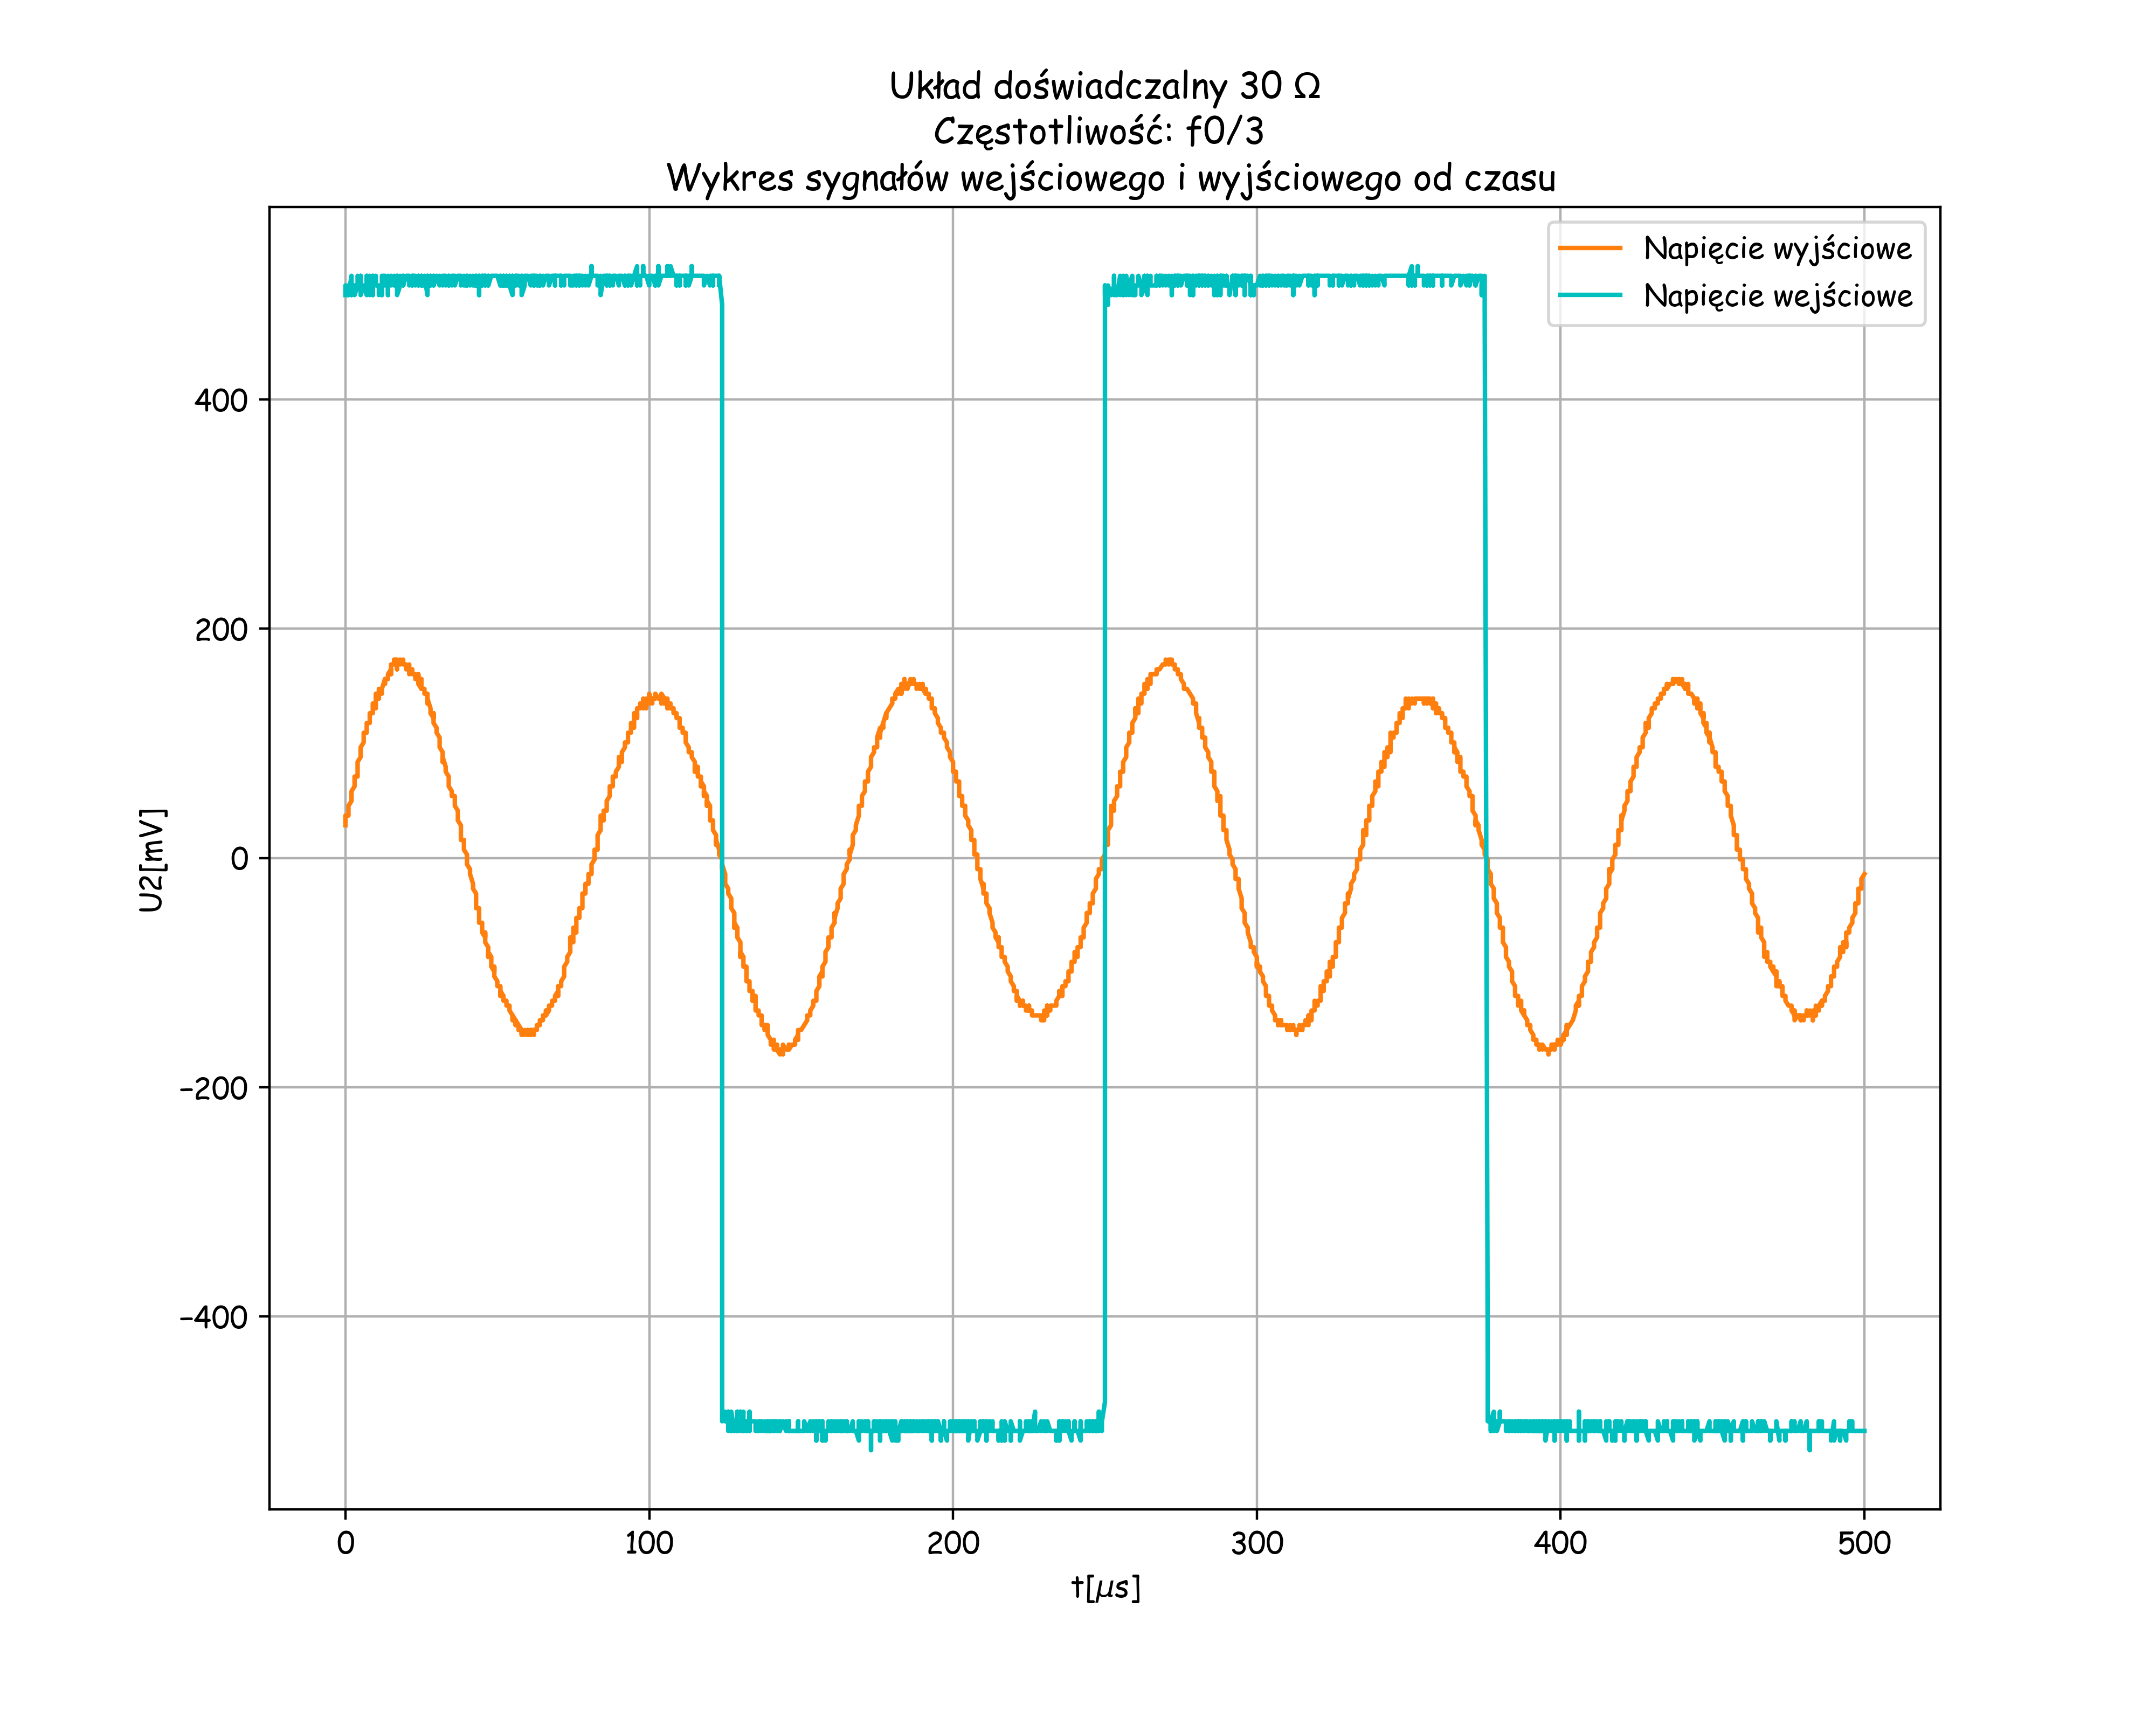 Układ doświadczalny 30 Ω
Częstotliwość: f0/3
Wykres sygnałów wejściowego i wyjściowego od czasu
Napięcie wyjściowe
Napięcie wejściowe
400
200
0
−200
−400
U2[mV]
0 100 200 300 400 500
t[μs]